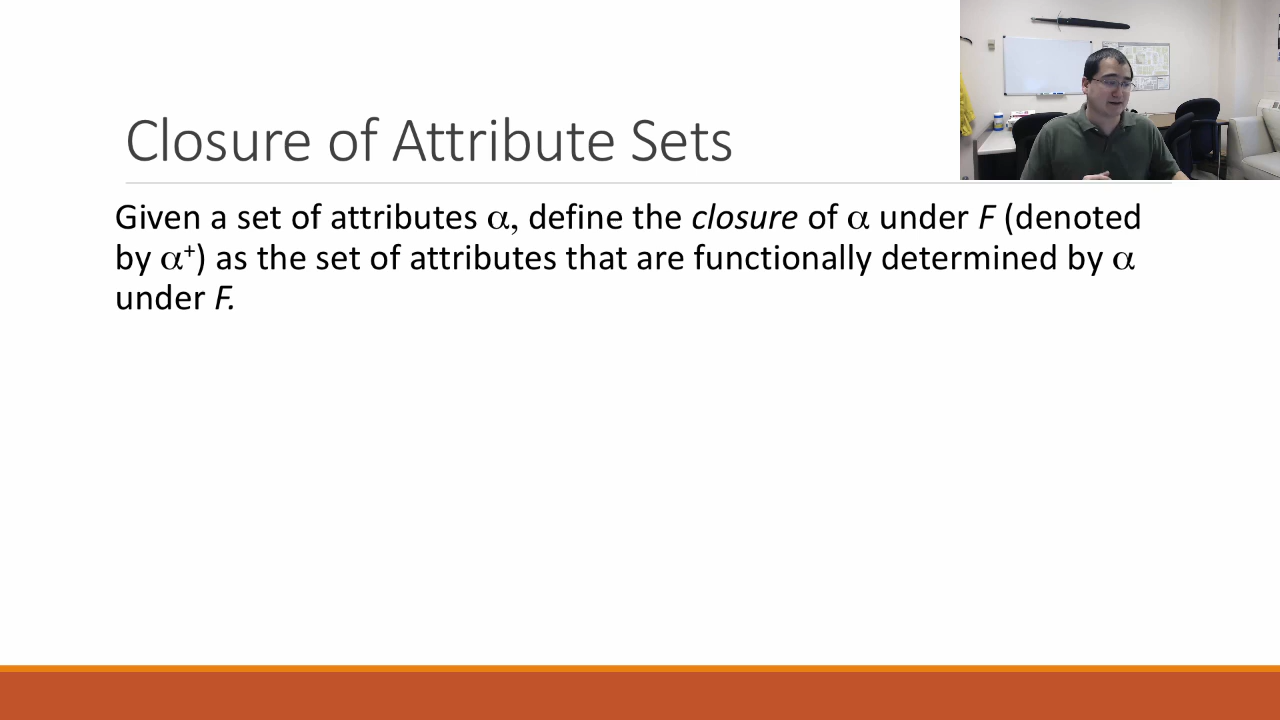 Closure of Attribute Sets
Given a set of attributes α, define the closure of α under F (denoted
by α⁺) as the set of attributes that are functionally determined by α
under F.